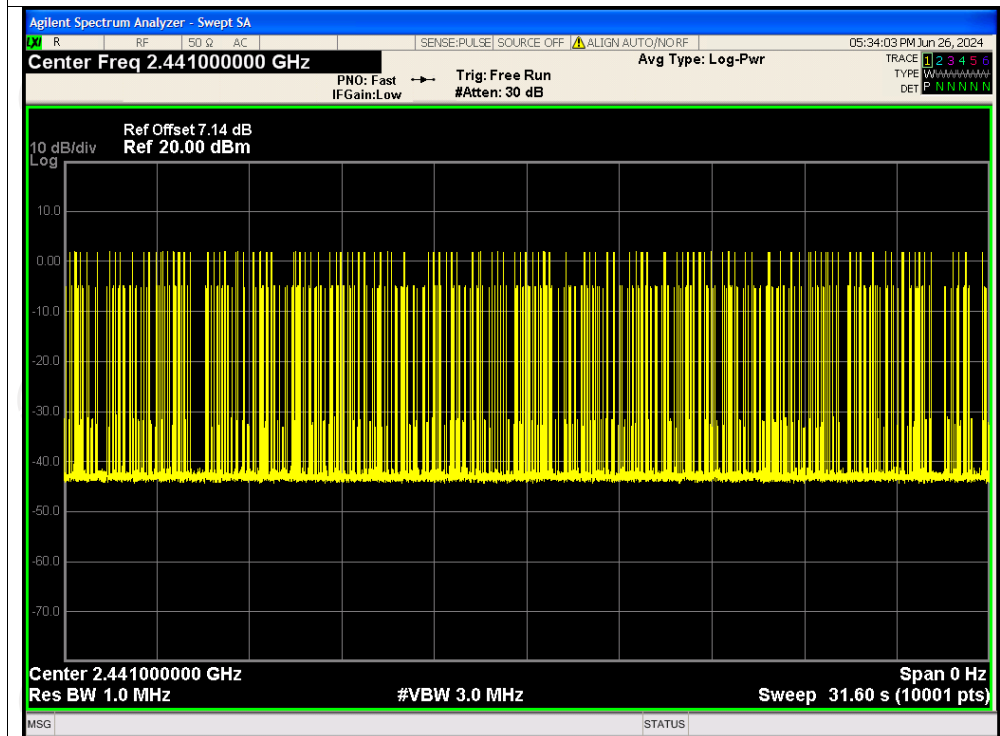 Agilent Spectrum Analyzer - Swept SA
LXI R RF 50 Ω AC SENSE:PULSE SOURCE OFF ALIGN AUTO/NO RF 05:34:03 PM Jun 26, 2024
Center Freq 2.441000000 GHz
PNO: Fast
IFGain:Low
Trig: Free Run
#Atten: 30 dB
Avg Type: Log-Pwr
TRACE 1 2 3 4 5 6
TYPE WWWWWW
DET P N N N N N
Ref Offset 7.14 dB
10 dB/div Ref 20.00 dBm
Log
10.0
0.00
-10.0
-20.0
-30.0
-40.0
-50.0
-60.0
-70.0
Center 2.441000000 GHz Span 0 Hz
Res BW 1.0 MHz #VBW 3.0 MHz Sweep 31.60 s (10001 pts)
MSG STATUS